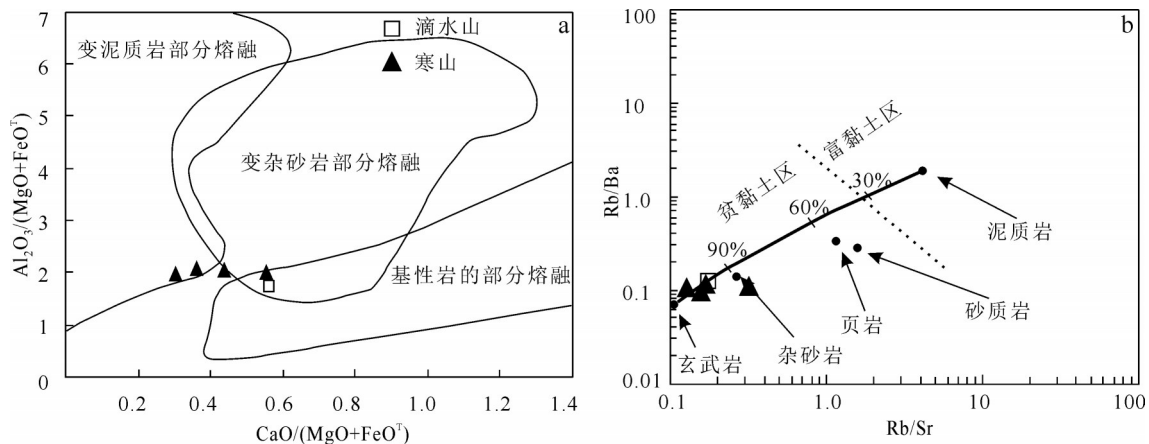 a
滴水山
寒山
变泥质岩部分熔融
变杂砂岩部分熔融
基性岩的部分熔融
7
6
5
4
3
2
1
0
0.2
0.4
0.6
0.8
1.0
1.2
1.4
Al₂O₃/(MgO+FeOᵀ)
CaO/(MgO+FeOᵀ)
b
100
10
1.0
0.1
0.01
Rb/Ba
贫黏土区
富黏土区
30%
60%
90%
泥质岩
砂质岩
页岩
杂砂岩
玄武岩
0.1
1.0
10
100
Rb/Sr